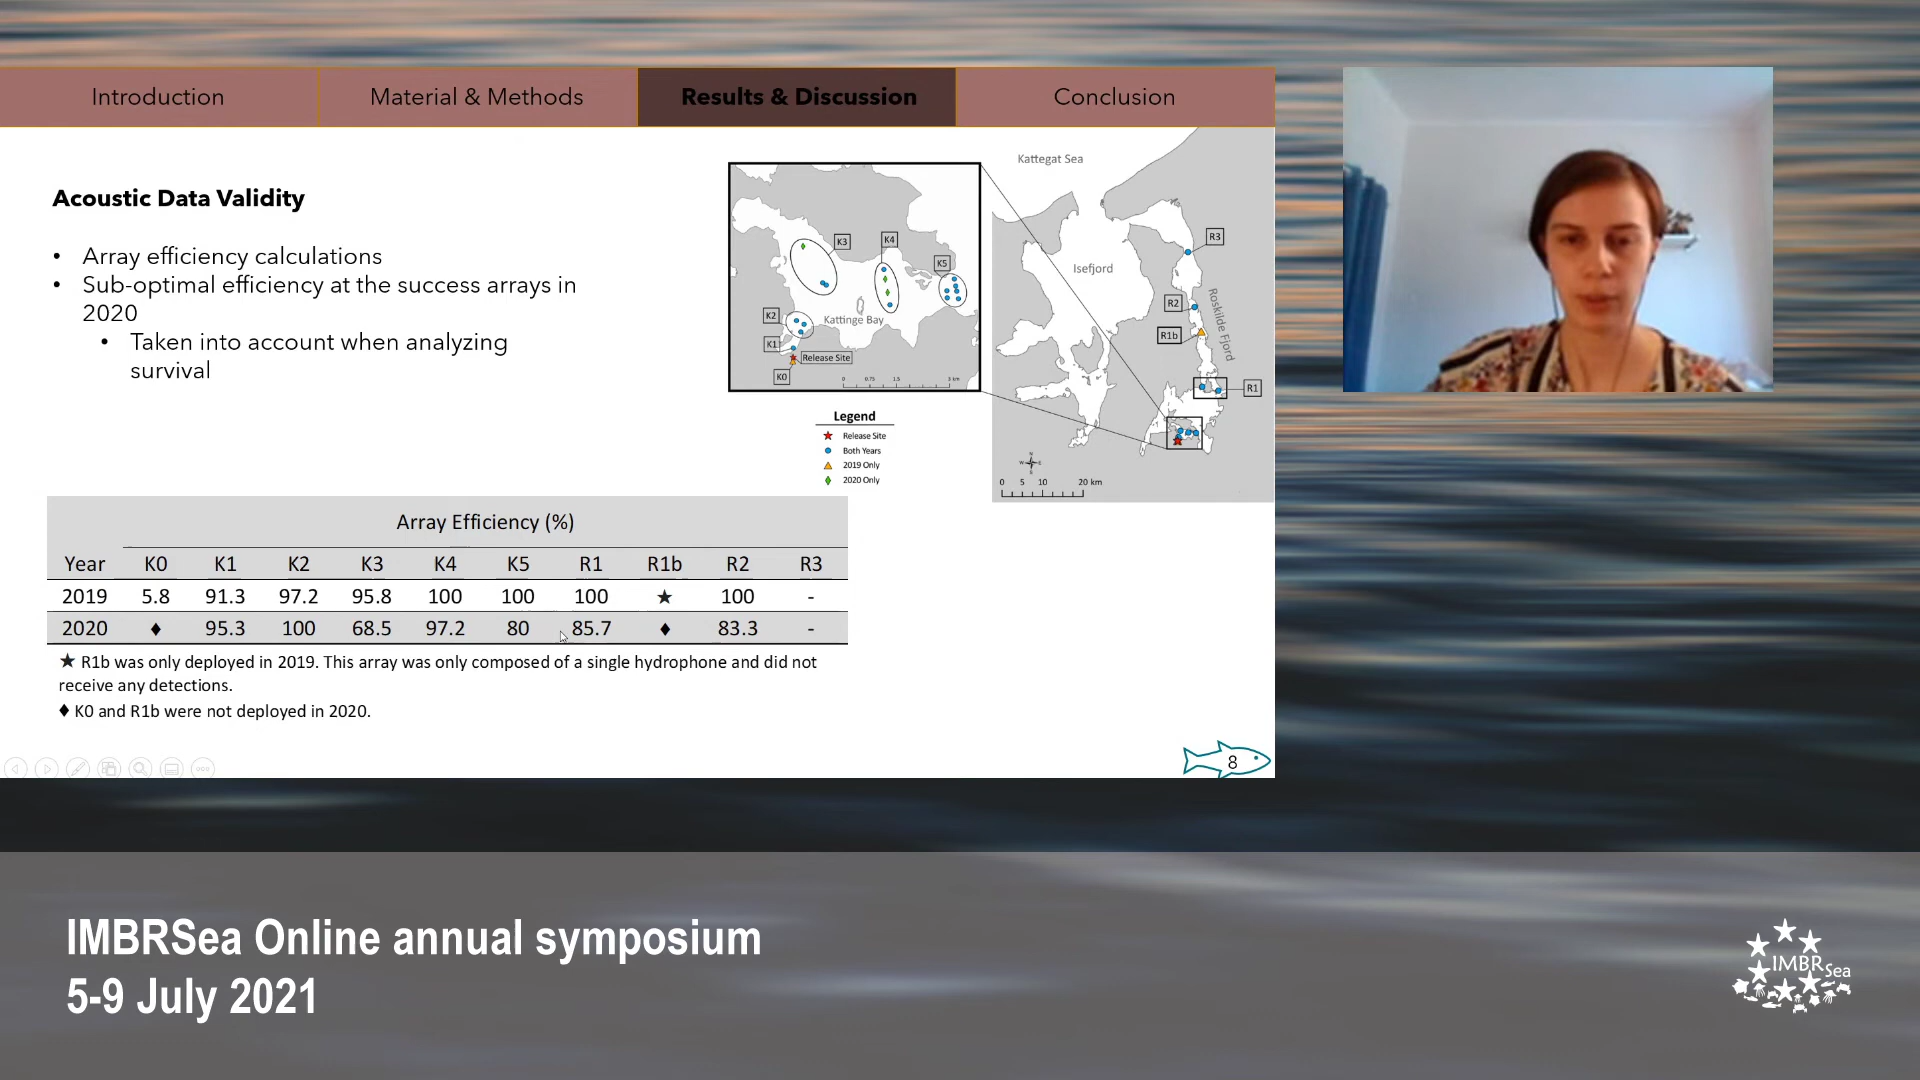 Introduction
Material & Methods
Results & Discussion
Conclusion
Acoustic Data Validity
• Array efficiency calculations
• Sub-optimal efficiency at the success arrays in
2020
• Taken into account when analyzing
survival
Kattegat Sea
Isefjord
Roskilde Fjord
R3
R2
R1b
R1
0 5 10 20 km
N
W E
S
K3
K4
K5
K2
Kattinge Bay
K1
Release Site
K0
0 0.75 1.5 3 km
Legend
Release Site
Both Years
2019 Only
2020 Only
Array Efficiency (%)
Year K0 K1 K2 K3 K4 K5 R1 R1b R2 R3
2019 5.8 91.3 97.2 95.8 100 100 100 ★ 100 -
2020 ♦ 95.3 100 68.5 97.2 80 85.7 ♦ 83.3 -
★ R1b was only deployed in 2019. This array was only composed of a single hydrophone and did not
receive any detections.
♦ K0 and R1b were not deployed in 2020.
8
IMBRSea Online annual symposium
5-9 July 2021
IMBRSea